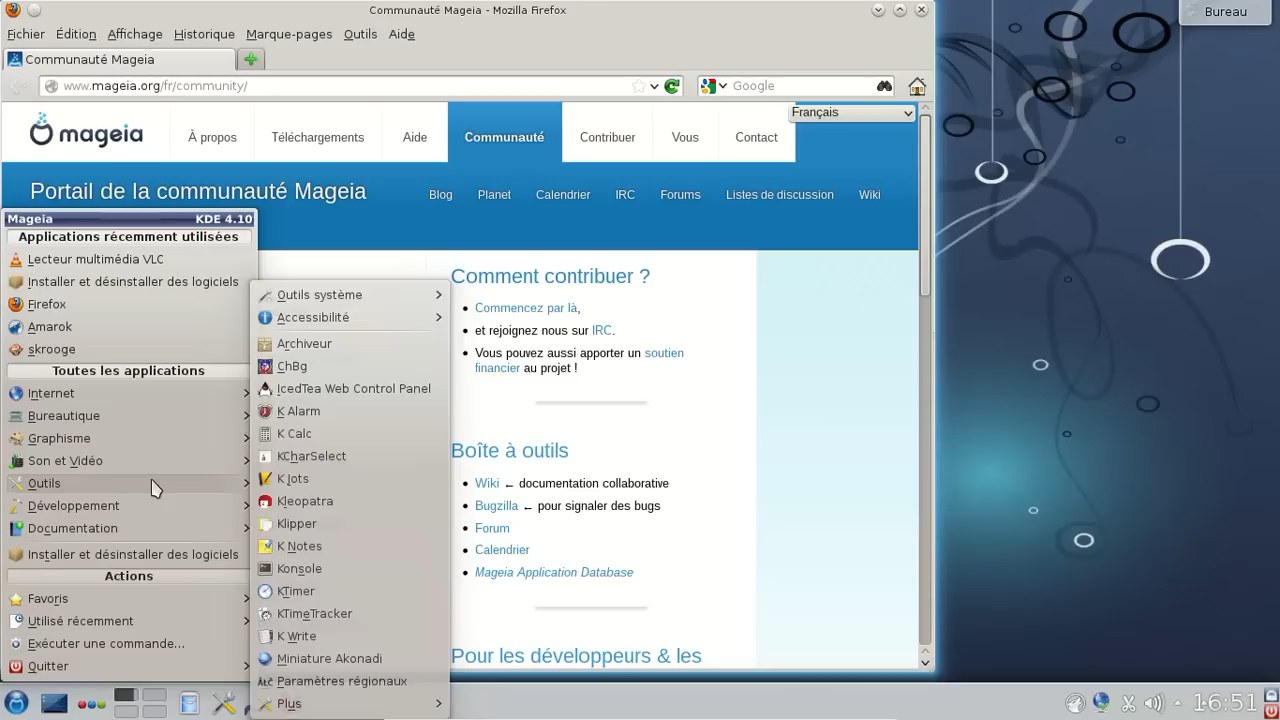 Communauté Mageia - Mozilla Firefox
Bureau
Fichier Édition Affichage Historique Marque-pages Outils Aide
Communauté Mageia
www.mageia.org/fr/community/
Google
mageia
À propos Téléchargements Aide Communauté Contribuer Vous Contact
Français
Portail de la communauté Mageia
Blog Planet Calendrier IRC Forums Listes de discussion Wiki
Mageia KDE 4.10
Applications récemment utilisées
Lecteur multimédia VLC
Installer et désinstaller des logiciels
Firefox
Amarok
skrooge
Toutes les applications
Internet
Bureautique
Graphisme
Son et Vidéo
Outils
Développement
Documentation
Installer et désinstaller des logiciels
Actions
Favoris
Utilisé récemment
Exécuter une commande...
Quitter
Outils système
Accessibilité
Archiveur
ChBg
IcedTea Web Control Panel
K Alarm
K Calc
KCharSelect
K Jots
Kleopatra
Klipper
K Notes
Konsole
KTimer
KTimeTracker
K Write
Miniature Akonadi
Paramètres régionaux
Plus
Comment contribuer ?
Commencez par là,
et rejoignez nous sur IRC.
Vous pouvez aussi apporter un soutien
financier au projet !
Boîte à outils
Wiki ← documentation collaborative
Bugzilla ← pour signaler des bugs
Forum
Calendrier
Mageia Application Database
Pour les développeurs & les
16:51